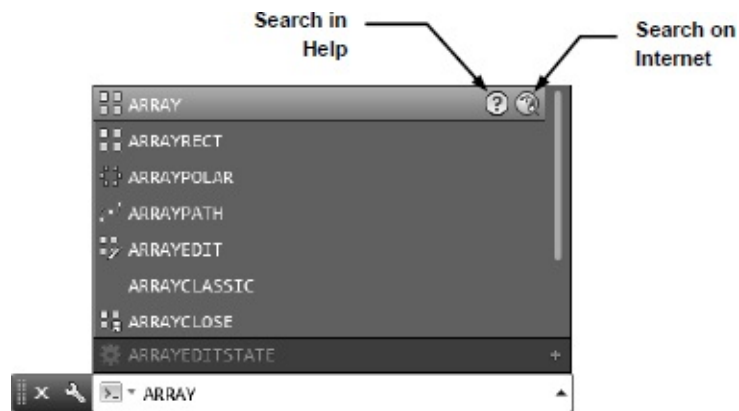 Search in
Help
Search on
Internet
ARRAY
ARRAYRECT
ARRAYPOLAR
ARRAYPATH
ARRAYEDIT
ARRAYCLASSIC
ARRAYCLOSE
ARRAYEDITSTATE +
ARRAY